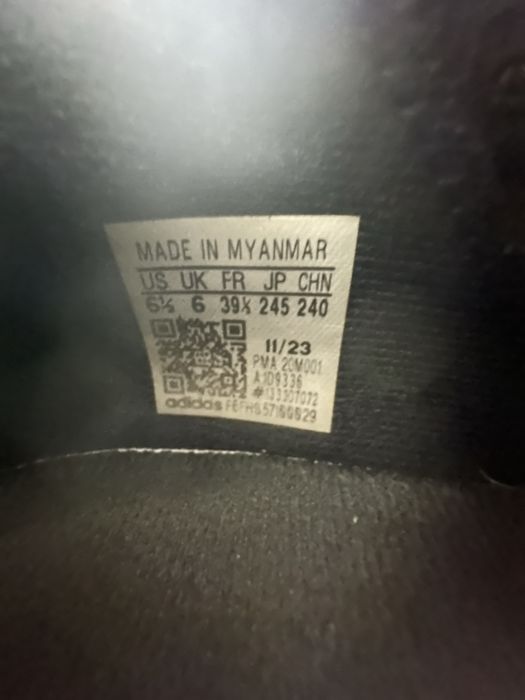 MADE IN MYANMAR
US UK FR JP CHN
6½ 6 39⅓ 245 240
11/23
PMA 20M001
#133307072
adidas